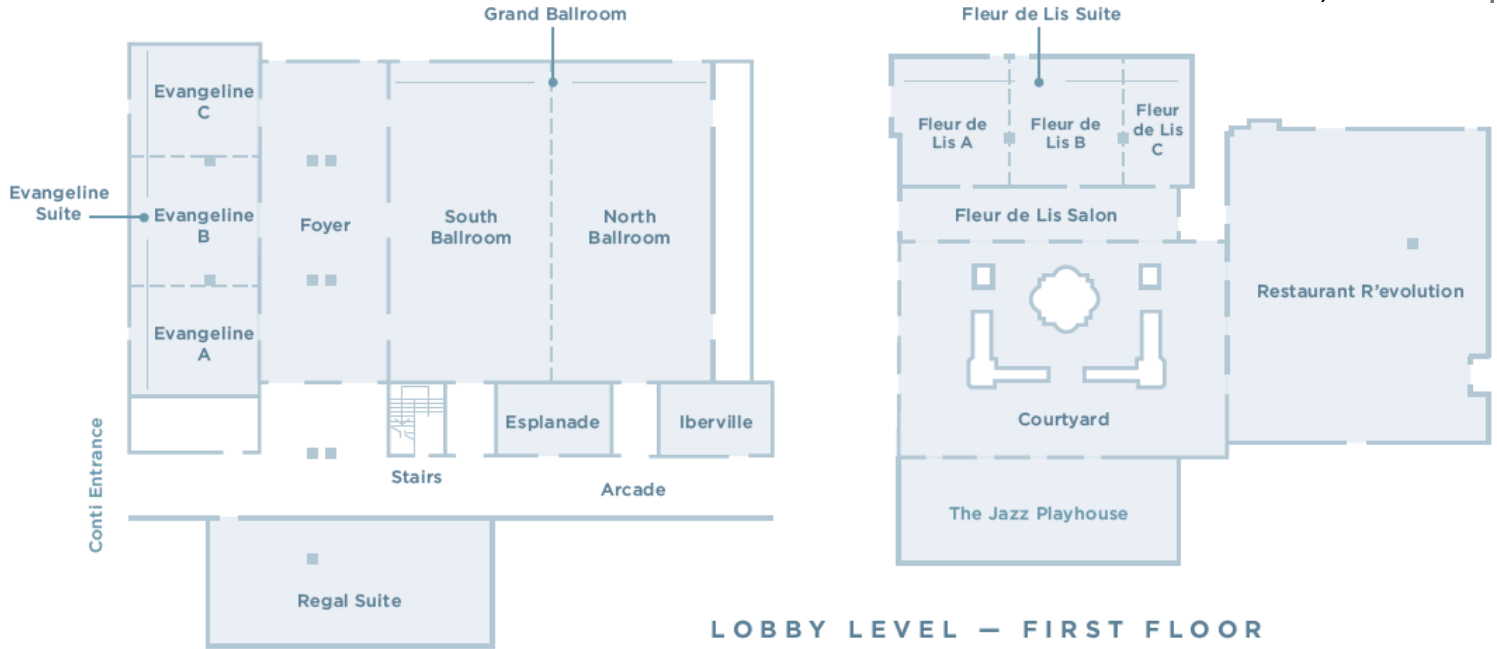 Grand Ballroom
Fleur de Lis Suite
Evangeline
C
Evangeline
Suite
Evangeline
B
Evangeline
A
Foyer
South
Ballroom
North
Ballroom
Esplanade
Iberville
Stairs
Arcade
Conti Entrance
Regal Suite
Fleur de
Lis A
Fleur de
Lis B
Fleur
de Lis
C
Fleur de Lis Salon
Restaurant R’evolution
Courtyard
The Jazz Playhouse
LOBBY LEVEL — FIRST FLOOR